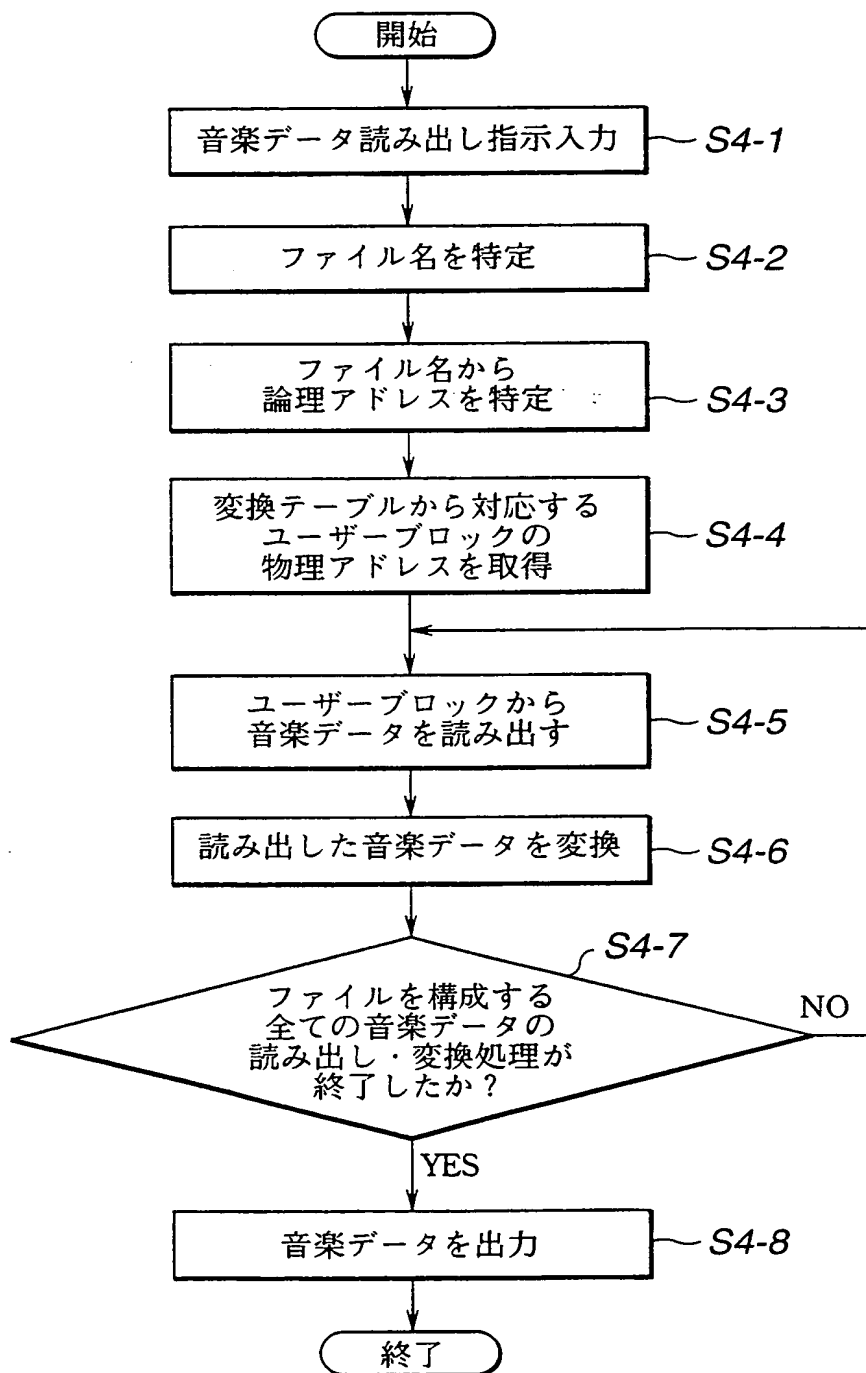 開始
音楽データ読み出し指示入力
S4-1
ファイル名を特定
S4-2
ファイル名から
論理アドレスを特定
S4-3
変換テーブルから対応する
ユーザーブロックの
物理アドレスを取得
S4-4
ユーザーブロックから
音楽データを読み出す
S4-5
読み出した音楽データを変換
S4-6
S4-7
ファイルを構成する
全ての音楽データの
読み出し・変換処理が
終了したか？
NO
YES
音楽データを出力
S4-8
終了